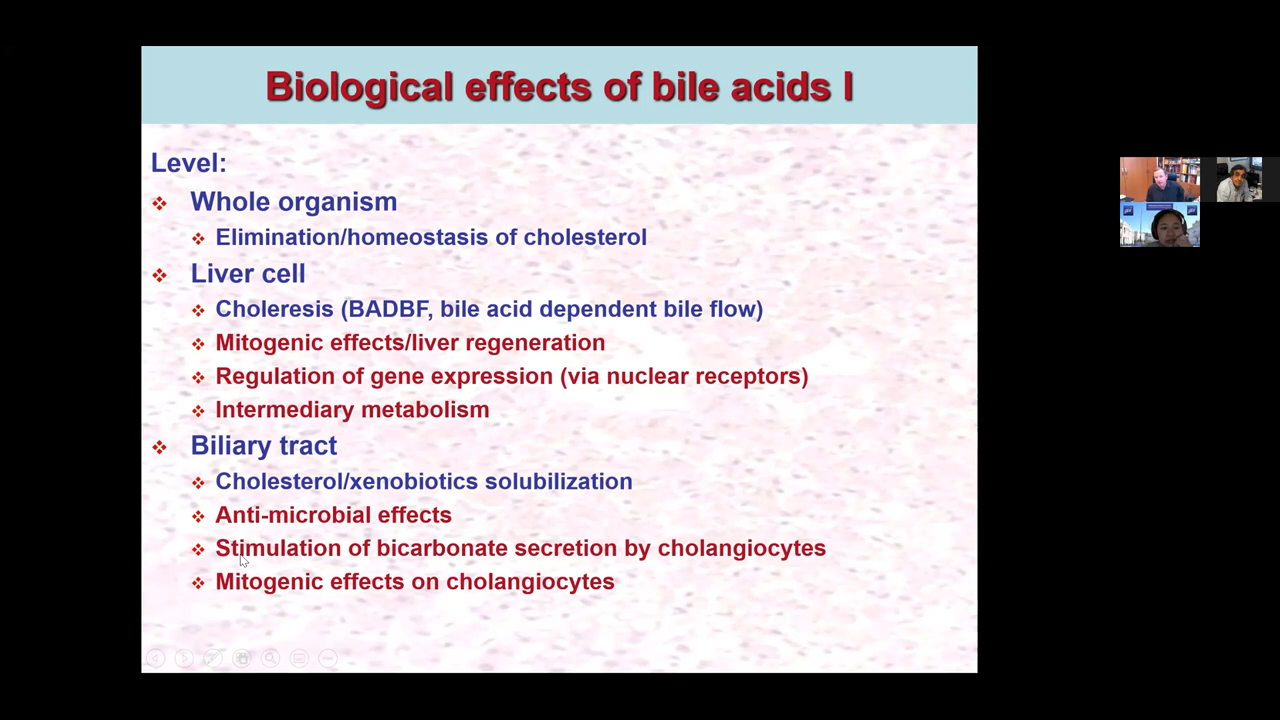 Biological effects of bile acids I
Level:
Whole organism
Elimination/homeostasis of cholesterol
Liver cell
Choleresis (BADBF, bile acid dependent bile flow)
Mitogenic effects/liver regeneration
Regulation of gene expression (via nuclear receptors)
Intermediary metabolism
Biliary tract
Cholesterol/xenobiotics solubilization
Anti-microbial effects
Stimulation of bicarbonate secretion by cholangiocytes
Mitogenic effects on cholangiocytes